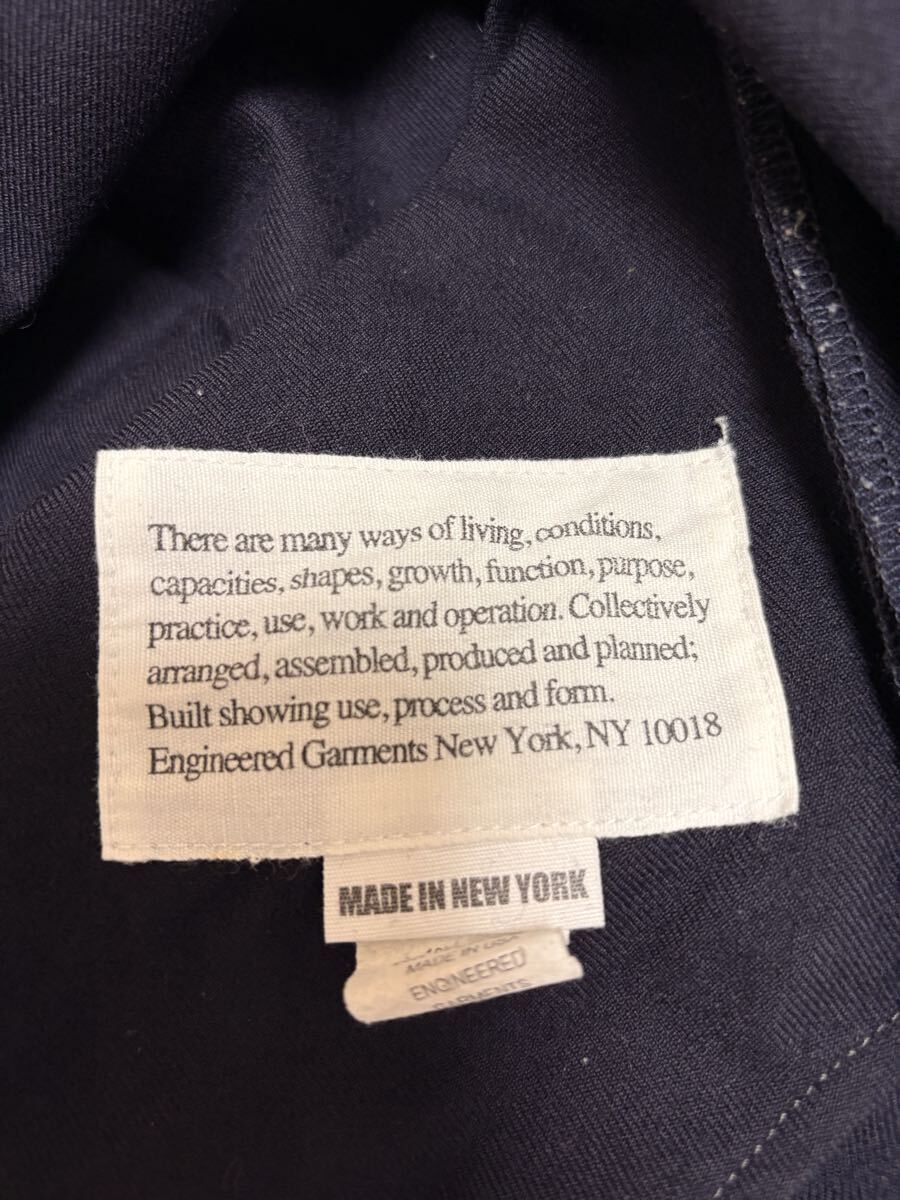 There are many ways of living, conditions,
capacities, shapes, growth, function, purpose,
practice, use, work and operation. Collectively
arranged, assembled, produced and planned;
Built showing use, process and form.
Engineered Garments New York, NY 10018
MADE IN NEW YORK
MADE IN USA
ENGINEERED
GARMENTS